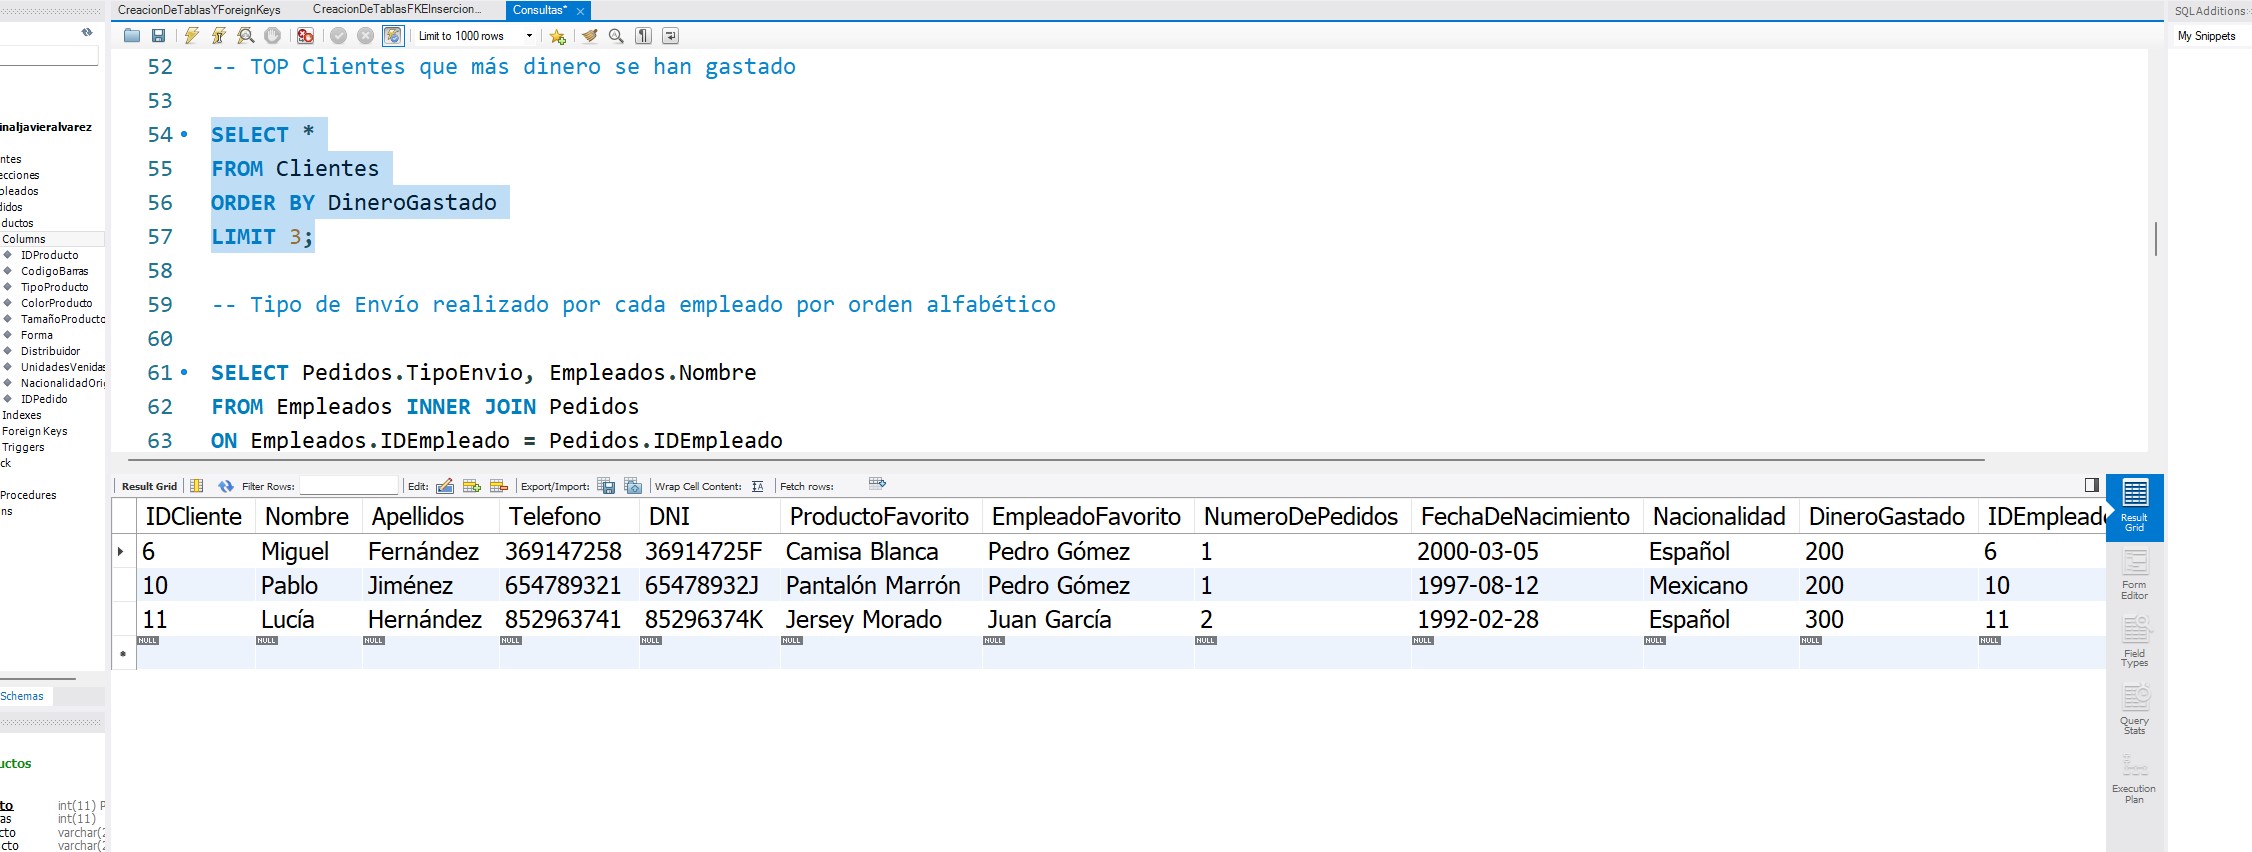 CreacionDeTablasYForeignKeys CreacionDeTablasFKEInsercion... Consultas*
SQLAdditions
Limit to 1000 rows
My Snippets
52 -- TOP Clientes que más dinero se han gastado
53
54 SELECT *
55 FROM Clientes
56 ORDER BY DineroGastado
57 LIMIT 3;
58
59 -- Tipo de Envío realizado por cada empleado por orden alfabético
60
61 SELECT Pedidos.TipoEnvio, Empleados.Nombre
62 FROM Empleados INNER JOIN Pedidos
63 ON Empleados.IDEmpleado = Pedidos.IDEmpleado
inaljavieralvarez
ntes
ecciones
pleados
didos
ductos
Columns
IDProducto
CodigoBarras
TipoProducto
ColorProducto
TamañoProducto
Forma
Distribuidor
UnidadesVenidas
NacionalidadOri
IDPedido
Indexes
Foreign Keys
Triggers
ck
Procedures
ns
Schemas
uctos
to int(11) P
as int(11)
cto varchar(2
cto varchar(2
Result Grid Filter Rows: Edit: Export/Import: Wrap Cell Content: Fetch rows:
IDCliente Nombre Apellidos Telefono DNI ProductoFavorito EmpleadoFavorito NumeroDePedidos FechaDeNacimiento Nacionalidad DineroGastado IDEmplead
6 Miguel Fernández 369147258 36914725F Camisa Blanca Pedro Gómez 1 2000-03-05 Español 200 6
10 Pablo Jiménez 654789321 65478932J Pantalón Marrón Pedro Gómez 1 1997-08-12 Mexicano 200 10
11 Lucía Hernández 852963741 85296374K Jersey Morado Juan García 2 1992-02-28 Español 300 11
NULL NULL NULL NULL NULL NULL NULL NULL NULL NULL NULL NULL
Result
Grid
Form
Editor
Field
Types
Query
Stats
Execution
Plan